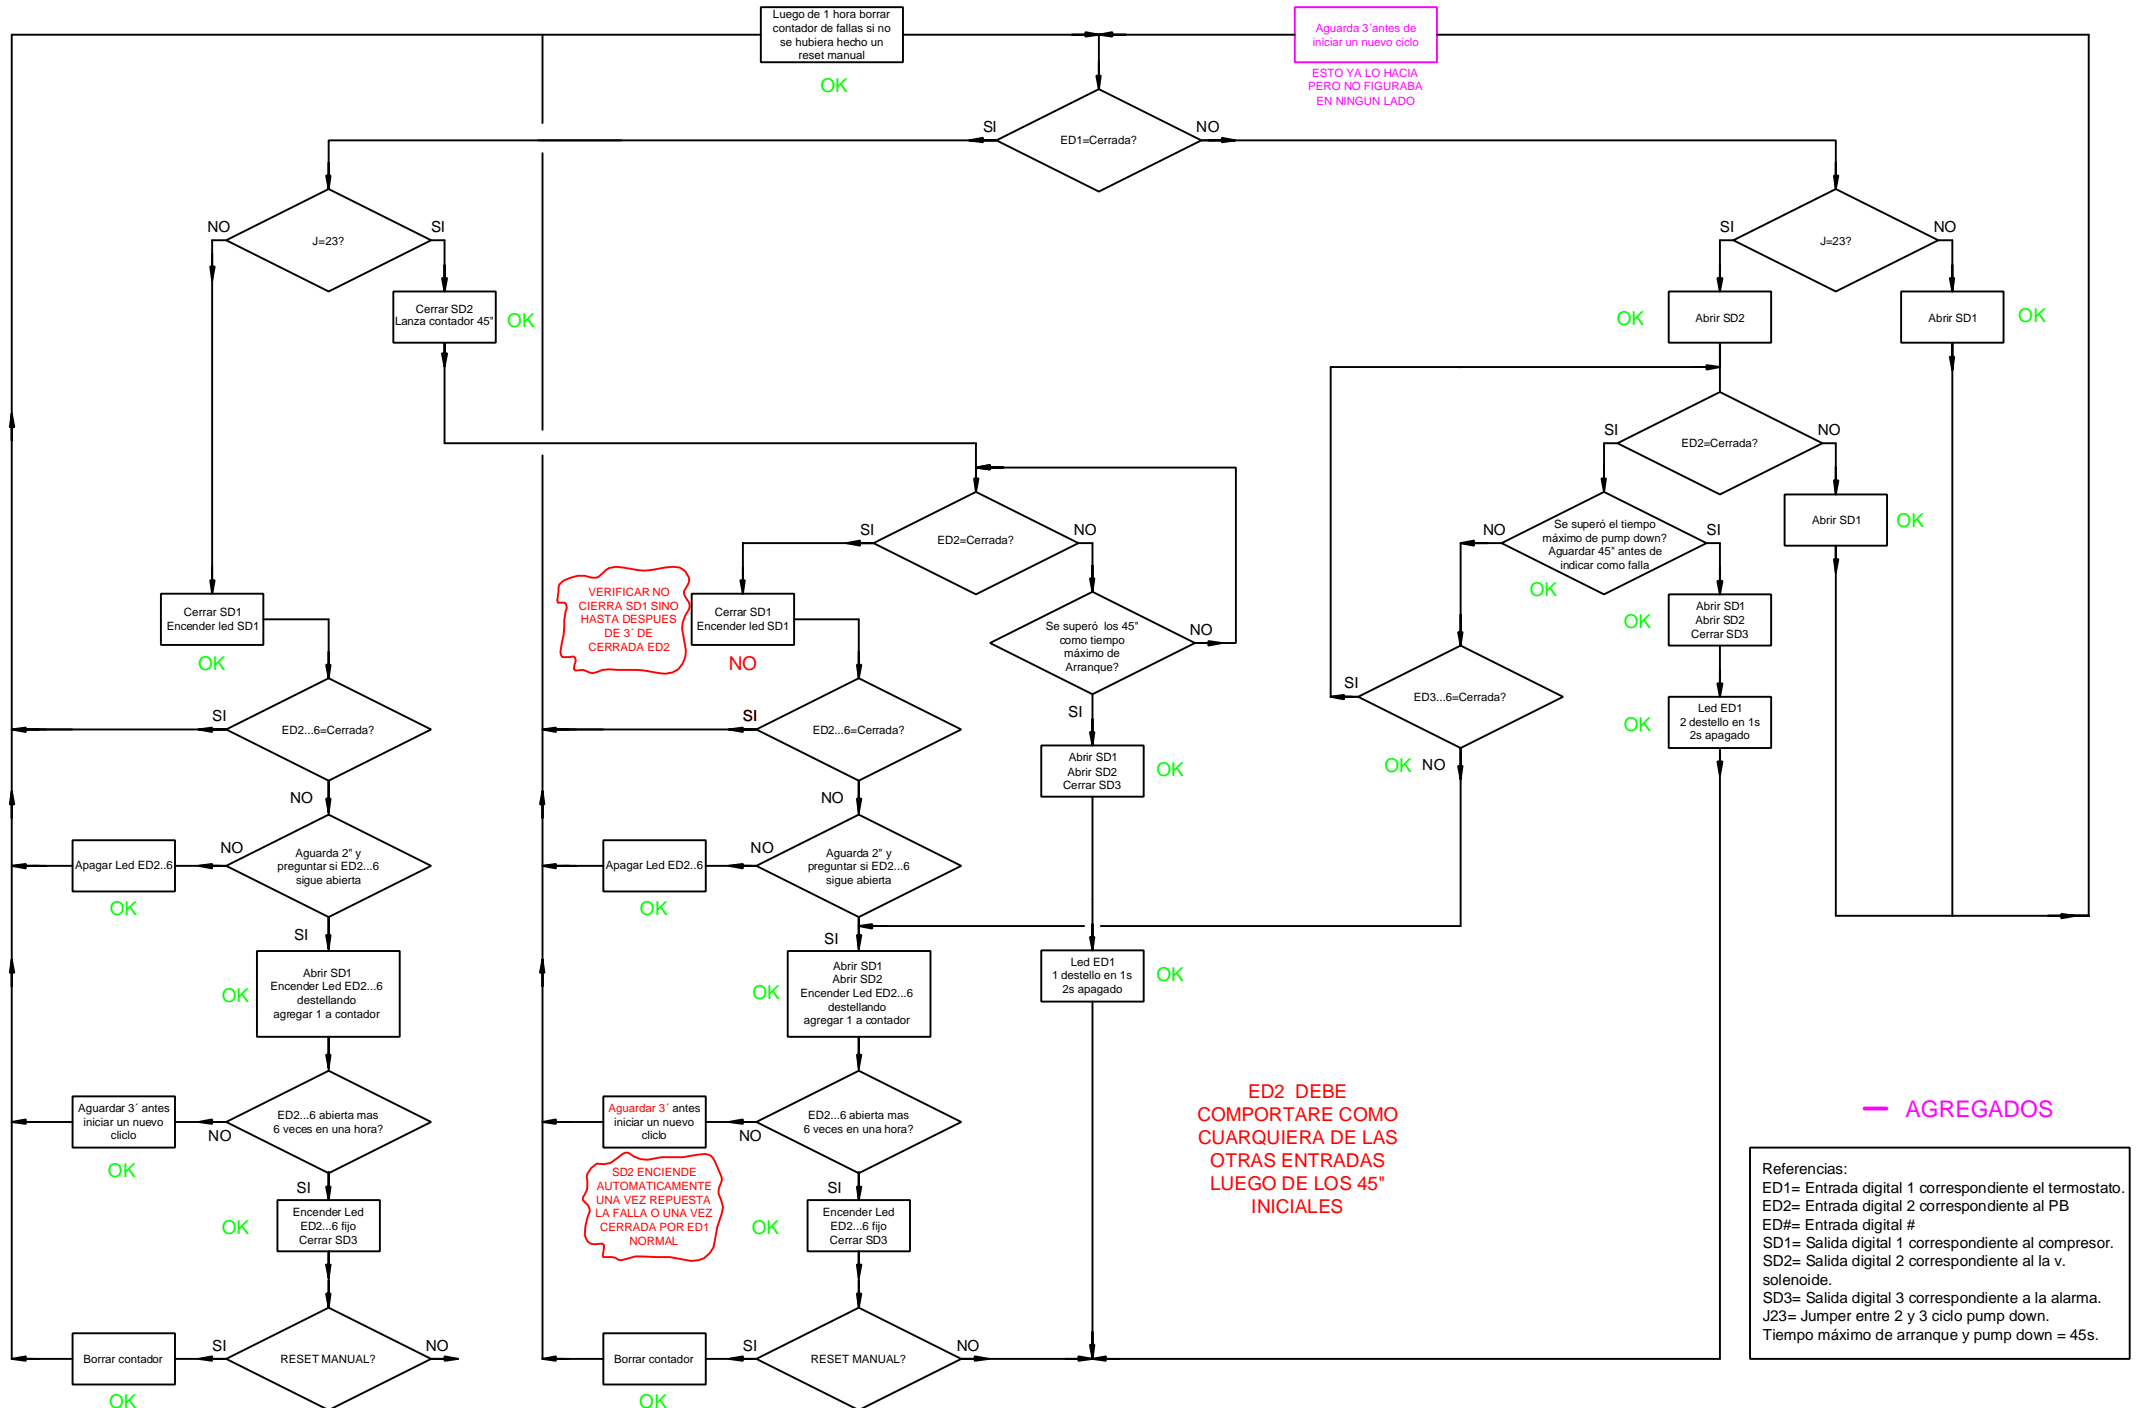 Luego de 1 hora borrar
contador de fallas si no
se hubiera hecho un
reset manual
OK
Aguarda 3´antes de
iniciar un nuevo ciclo
ESTO YA LO HACIA
PERO NO FIGURABA
EN NINGUN LADO
SI
ED1=Cerrada?
NO
NO
J=23?
SI
SI
J=23?
NO
Cerrar SD2
Lanza contador 45"
OK
OK
Abrir SD2
Abrir SD1
OK
SI
ED2=Cerrada?
NO
SI
ED2=Cerrada?
NO
NO
Se superó el tiempo
máximo de pump down?
Aguardar 45" antes de
indicar como falla
SI
OK
Abrir SD1
OK
VERIFICAR NO
CIERRA SD1 SINO
HASTA DESPUES
DE 3´ DE
CERRADA ED2
Cerrar SD1
Encender led SD1
OK
Cerrar SD1
Encender led SD1
NO
Se superó los 45"
como tiempo
máximo de
Arranque?
NO
SI
OK
Abrir SD1
Abrir SD2
Cerrar SD3
SI
ED2...6=Cerrada?
NO
SI
ED2...6=Cerrada?
NO
SI
ED3...6=Cerrada?
OK NO
OK
Led ED1
2 destello en 1s
2s apagado
Abrir SD1
Abrir SD2
Cerrar SD3
OK
Apagar Led ED2..6
OK
NO
Aguarda 2" y
preguntar si ED2...6
sigue abierta
SI
Apagar Led ED2..6
OK
NO
Aguarda 2" y
preguntar si ED2...6
sigue abierta
SI
OK
Abrir SD1
Encender Led ED2...6
destellando
agregar 1 a contador
OK
Abrir SD1
Abrir SD2
Encender Led ED2...6
destellando
agregar 1 a contador
Led ED1
1 destello en 1s
2s apagado
OK
Aguardar 3´ antes
iniciar un nuevo
cliclo
OK
NO
ED2...6 abierta mas
6 veces en una hora?
SI
Aguardar 3´ antes
iniciar un nuevo
cliclo
NO
ED2...6 abierta mas
6 veces en una hora?
SI
SD2 ENCIENDE
AUTOMATICAMENTE
UNA VEZ REPUESTA
LA FALLA O UNA VEZ
CERRADA POR ED1
NORMAL
ED2 DEBE
COMPORTARE COMO
CUARQUIERA DE LAS
OTRAS ENTRADAS
LUEGO DE LOS 45"
INICIALES
AGREGADOS
OK
Encender Led
ED2...6 fijo
Cerrar SD3
OK
Encender Led
ED2...6 fijo
Cerrar SD3
Borrar contador
OK
SI
RESET MANUAL?
NO
Borrar contador
OK
SI
RESET MANUAL?
NO
Referencias:
ED1= Entrada digital 1 correspondiente el termostato.
ED2= Entrada digital 2 correspondiente al PB
ED#= Entrada digital #
SD1= Salida digital 1 correspondiente al compresor.
SD2= Salida digital 2 correspondiente al la v.
solenoide.
SD3= Salida digital 3 correspondiente a la alarma.
J23= Jumper entre 2 y 3 ciclo pump down.
Tiempo máximo de arranque y pump down = 45s.